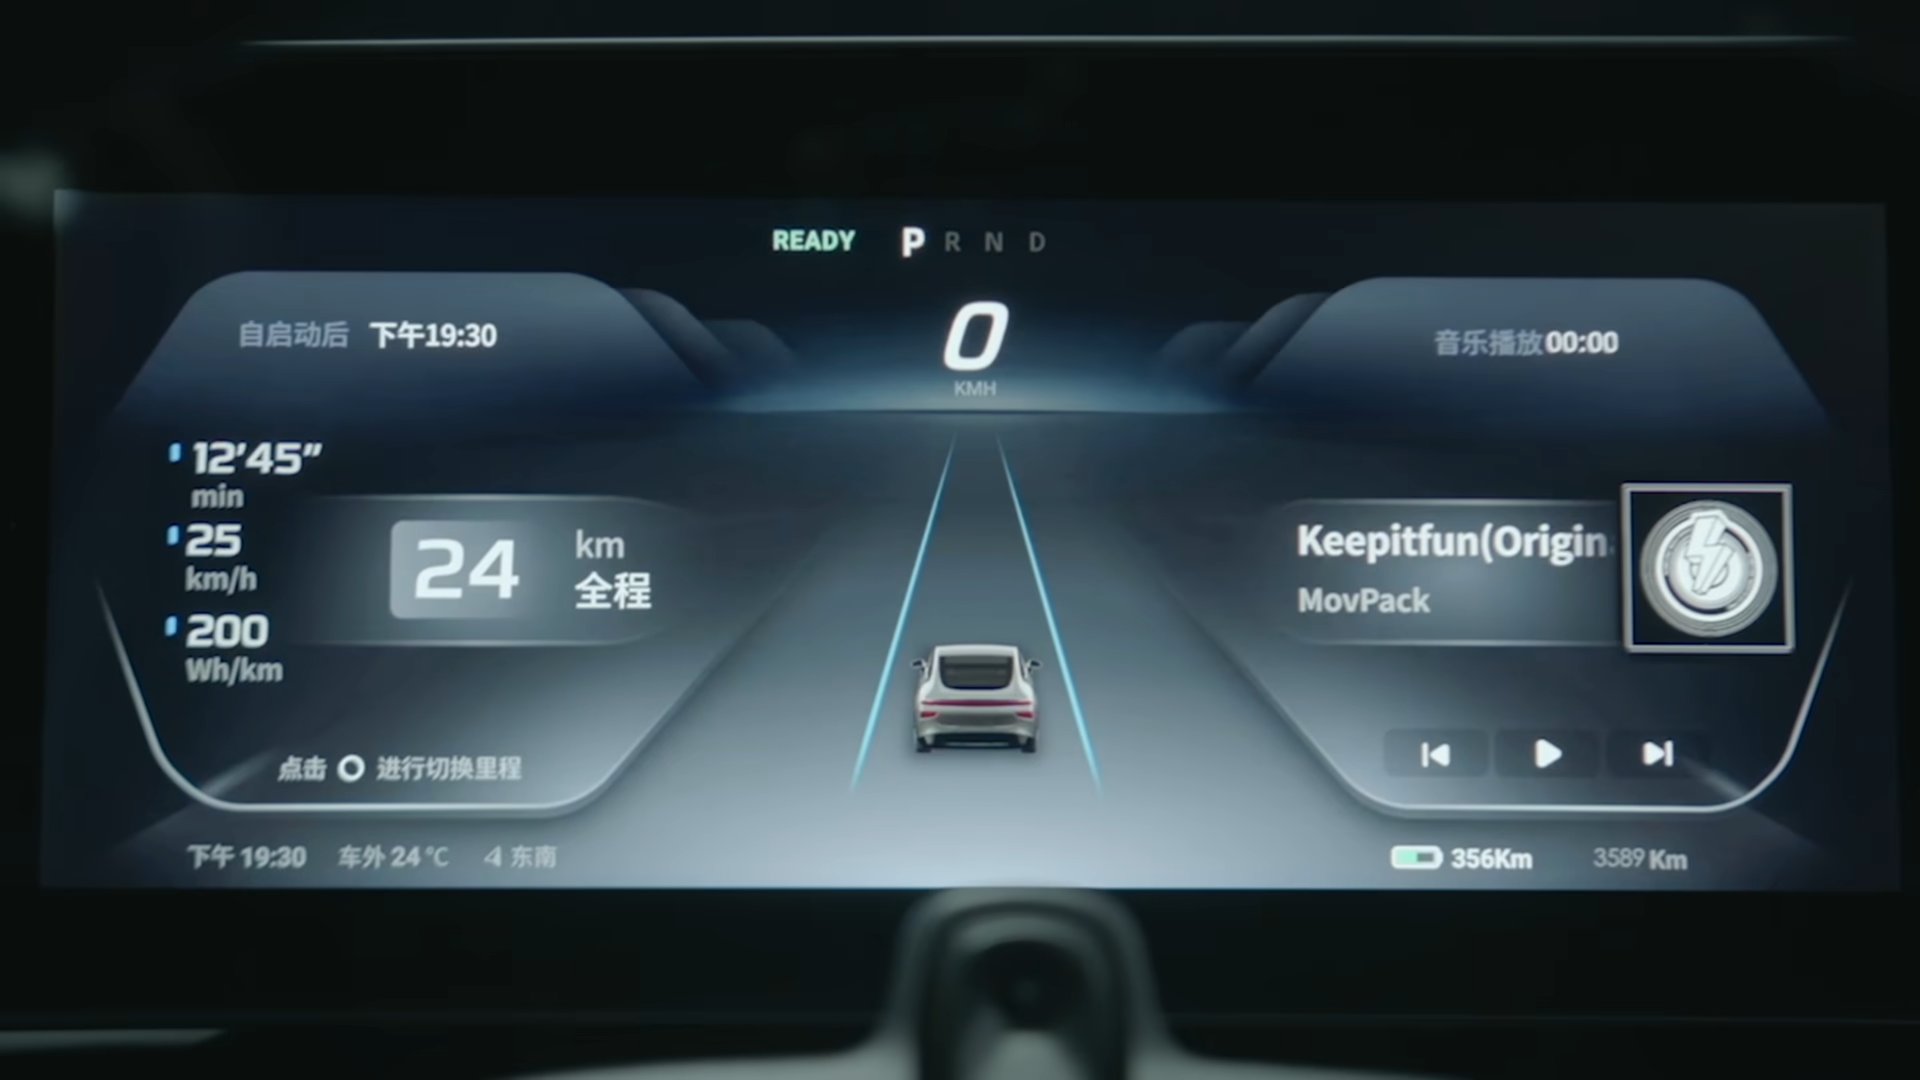 READY P R N D
0
KMH
自启动后 下午19:30
12'45"
min
25
km/h
200
Wh/km
24
km
全程
点击 进行切换里程
音乐播放00:00
Keepitfun(Origin
MovPack
下午 19:30 车外 24 °C 东南
356Km 3589 Km